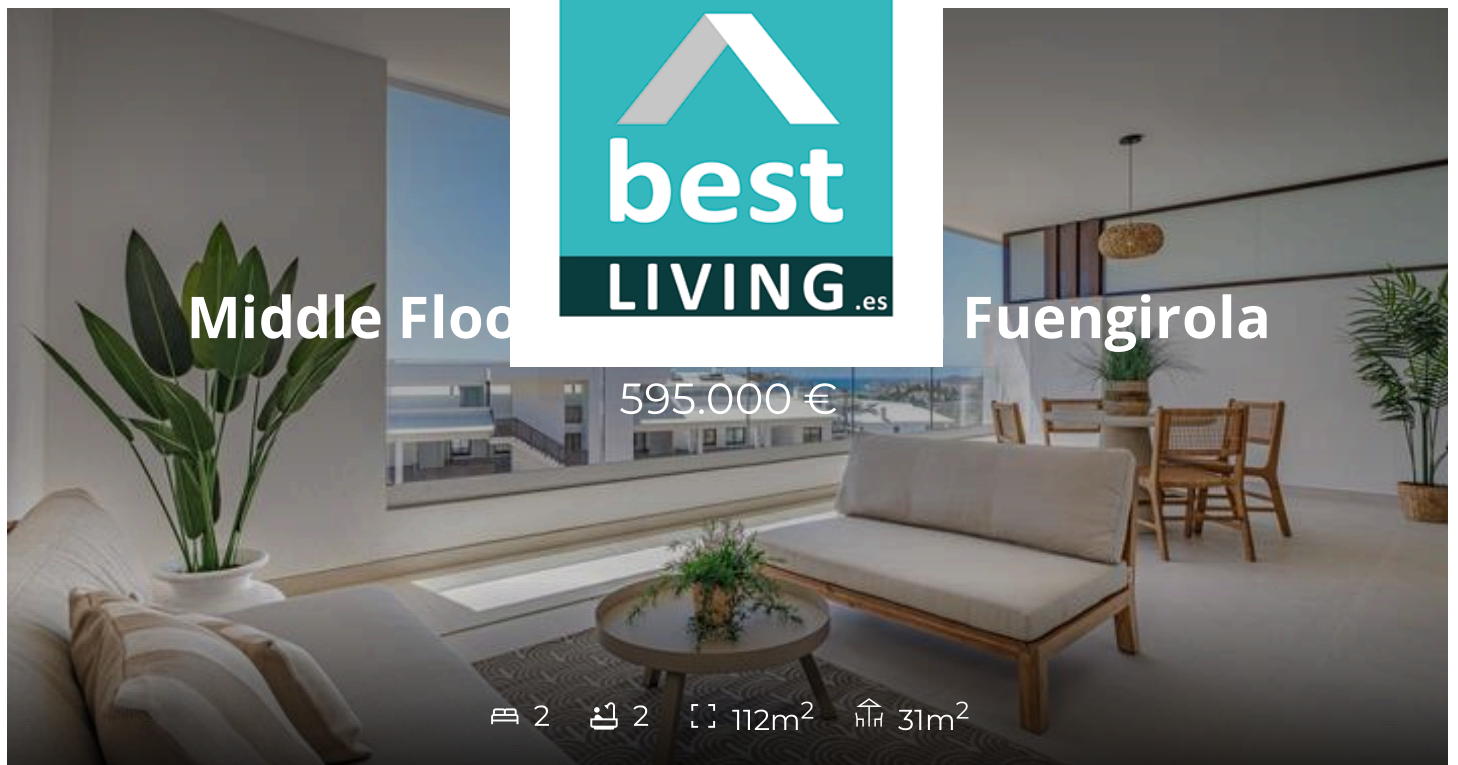 best
LIVING.es
Middle Floo Fuengirola
595.000 €
2 2 112m² 31m²